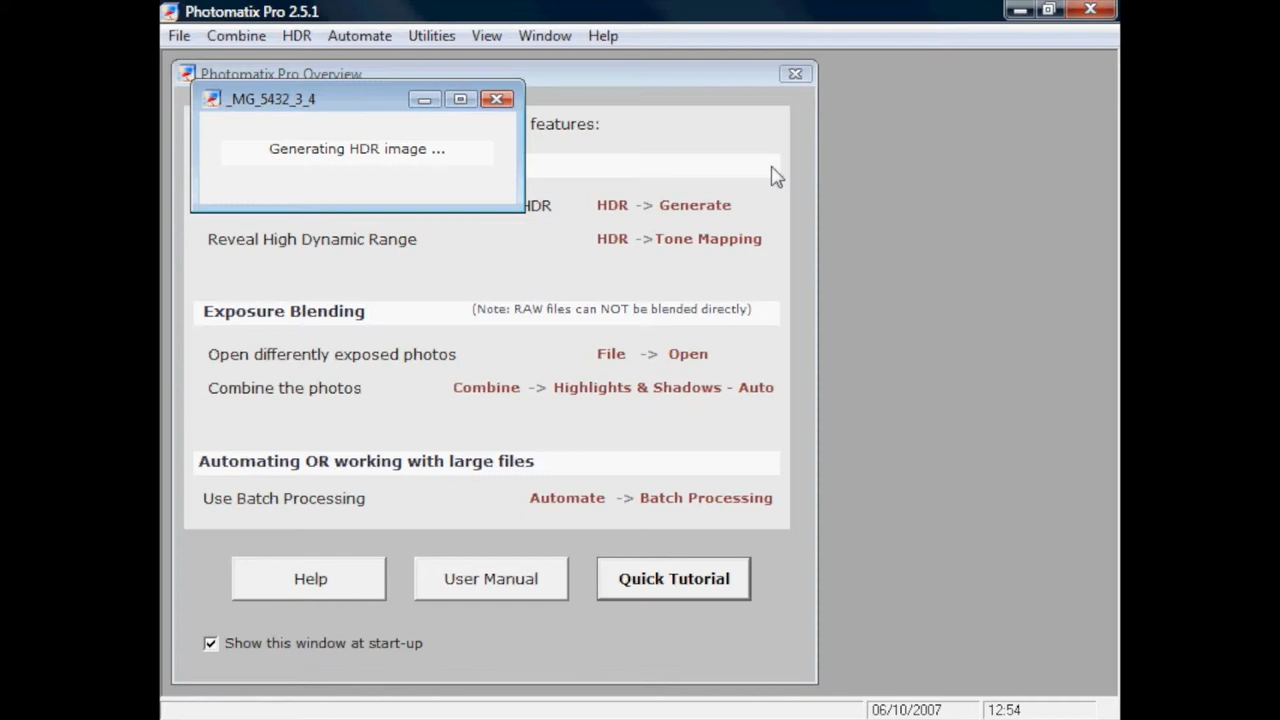 Photomatix Pro 2.5.1
File Combine HDR Automate Utilities View Window Help
Photomatix Pro Overview
_MG_5432_3_4
features:
Generating HDR image ...
HDR HDR -> Generate
Reveal High Dynamic Range HDR ->Tone Mapping
Exposure Blending (Note: RAW files can NOT be blended directly)
Open differently exposed photos File -> Open
Combine the photos Combine -> Highlights & Shadows - Auto
Automating OR working with large files
Use Batch Processing Automate -> Batch Processing
Help User Manual Quick Tutorial
Show this window at start-up
06/10/2007 12:54